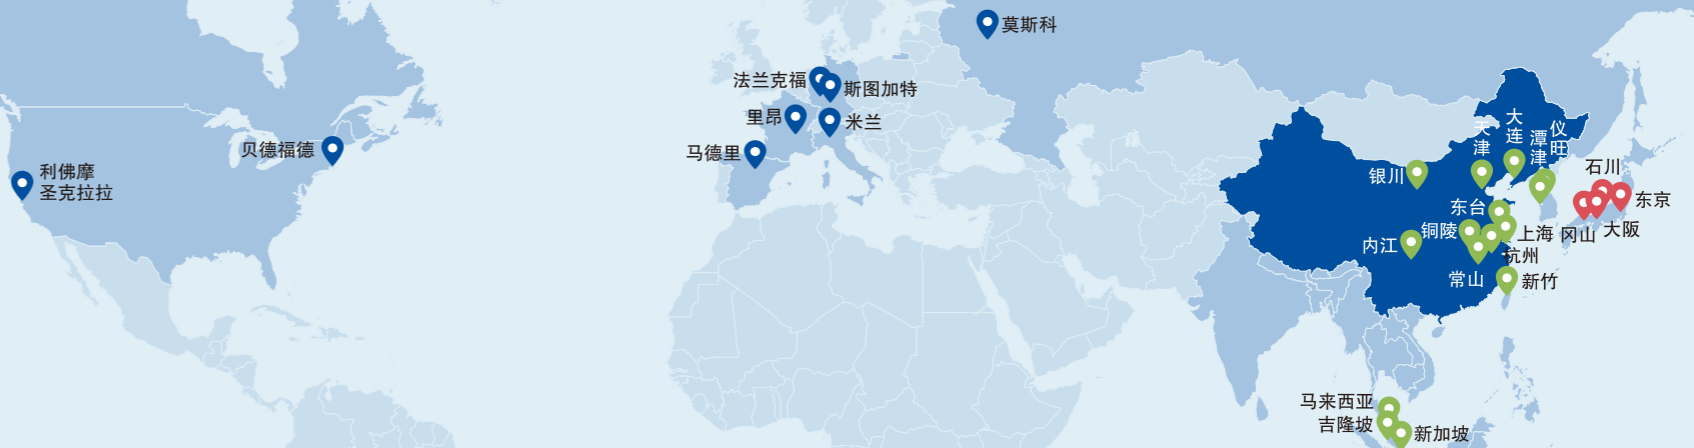 莫斯科
法兰克福
斯图加特
里昂
米兰
马德里
贝德福德
利佛摩
圣克拉拉
天津
大连
潭津
仪旺
石川
银川
东京
东台
铜陵
上海
冈山
大阪
内江
杭州
常山
新竹
马来西亚
吉隆坡
新加坡